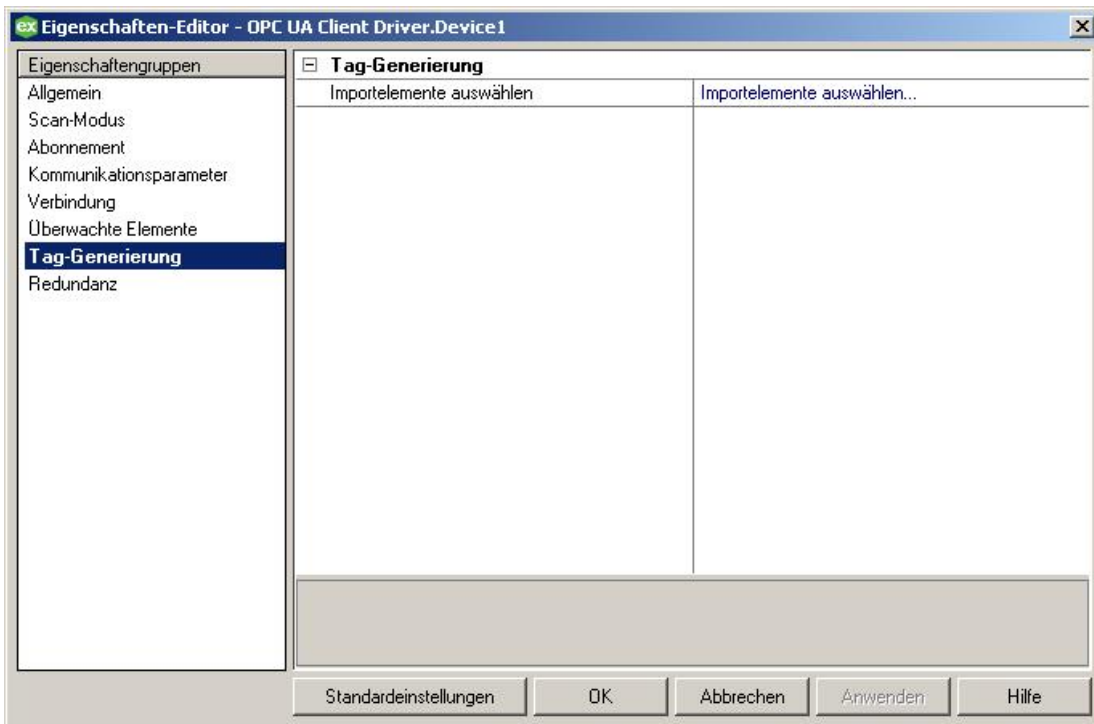 ex Eigenschaften-Editor - OPC UA Client Driver.Device1
Eigenschaftengruppen
Allgemein
Scan-Modus
Abonnement
Kommunikationsparameter
Verbindung
Überwachte Elemente
Tag-Generierung
Redundanz
Tag-Generierung
Importelemente auswählen Importelemente auswählen...
Standardeinstellungen OK Abbrechen Anwenden Hilfe